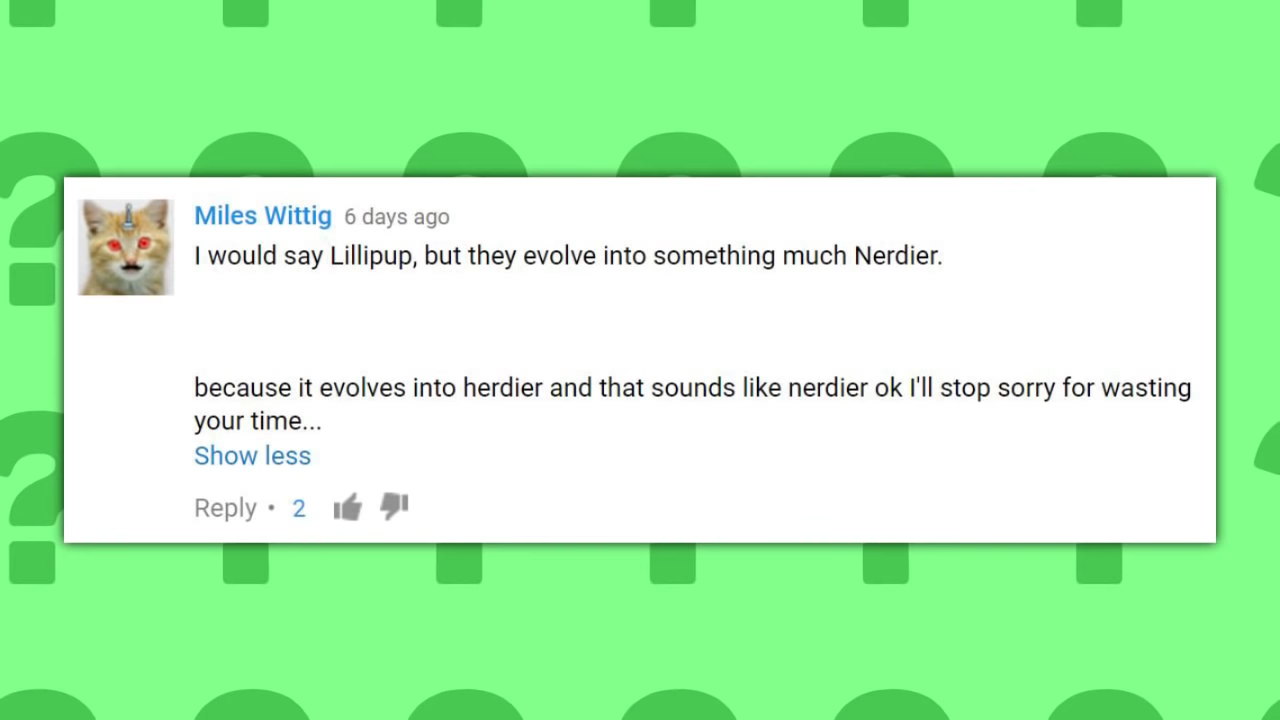 Miles Wittig 6 days ago
I would say Lillipup, but they evolve into something much Nerdier.
because it evolves into herdier and that sounds like nerdier ok I'll stop sorry for wasting
your time...
Show less
Reply • 2